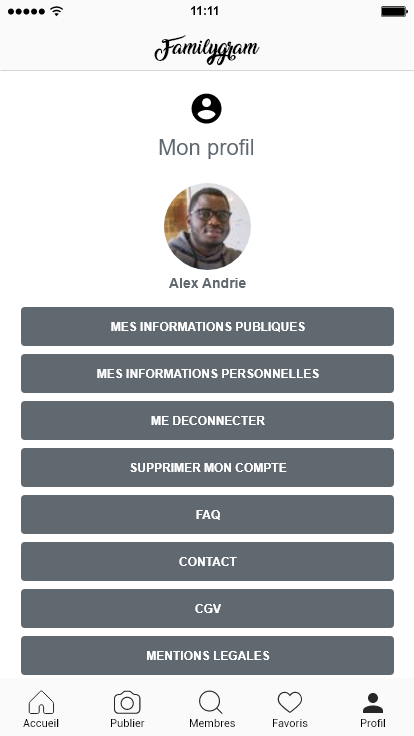 11:11
Familygram
Mon profil
Alex Andrie
MES INFORMATIONS PUBLIQUES
MES INFORMATIONS PERSONNELLES
ME DECONNECTER
SUPPRIMER MON COMPTE
FAQ
CONTACT
CGV
MENTIONS LEGALES
Accueil Publier Membres Favoris Profil